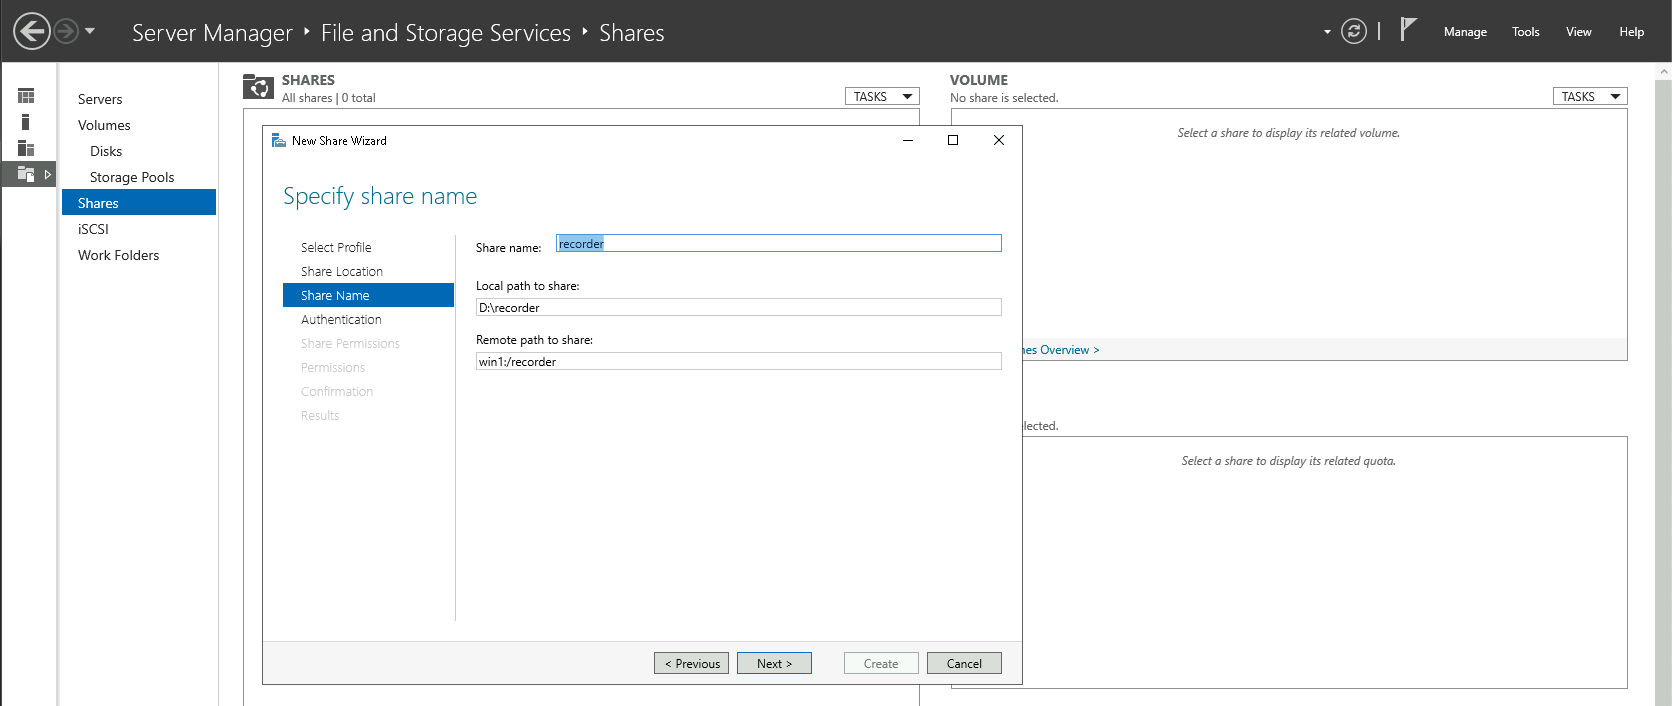 Server Manager ‣ File and Storage Services ‣ Shares
Manage Tools View Help
Servers
Volumes
Disks
Storage Pools
Shares
iSCSI
Work Folders
SHARES
All shares | 0 total
TASKS
VOLUME
No share is selected.
TASKS
Select a share to display its related volume.
New Share Wizard
Specify share name
Select Profile
Share Location
Share Name
Authentication
Share Permissions
Permissions
Confirmation
Results
Share name: recorder
Local path to share:
D:\recorder
Remote path to share:
win1:/recorder
< Previous
Next >
Create
Cancel
Overview >
Select a share to display its related quota.